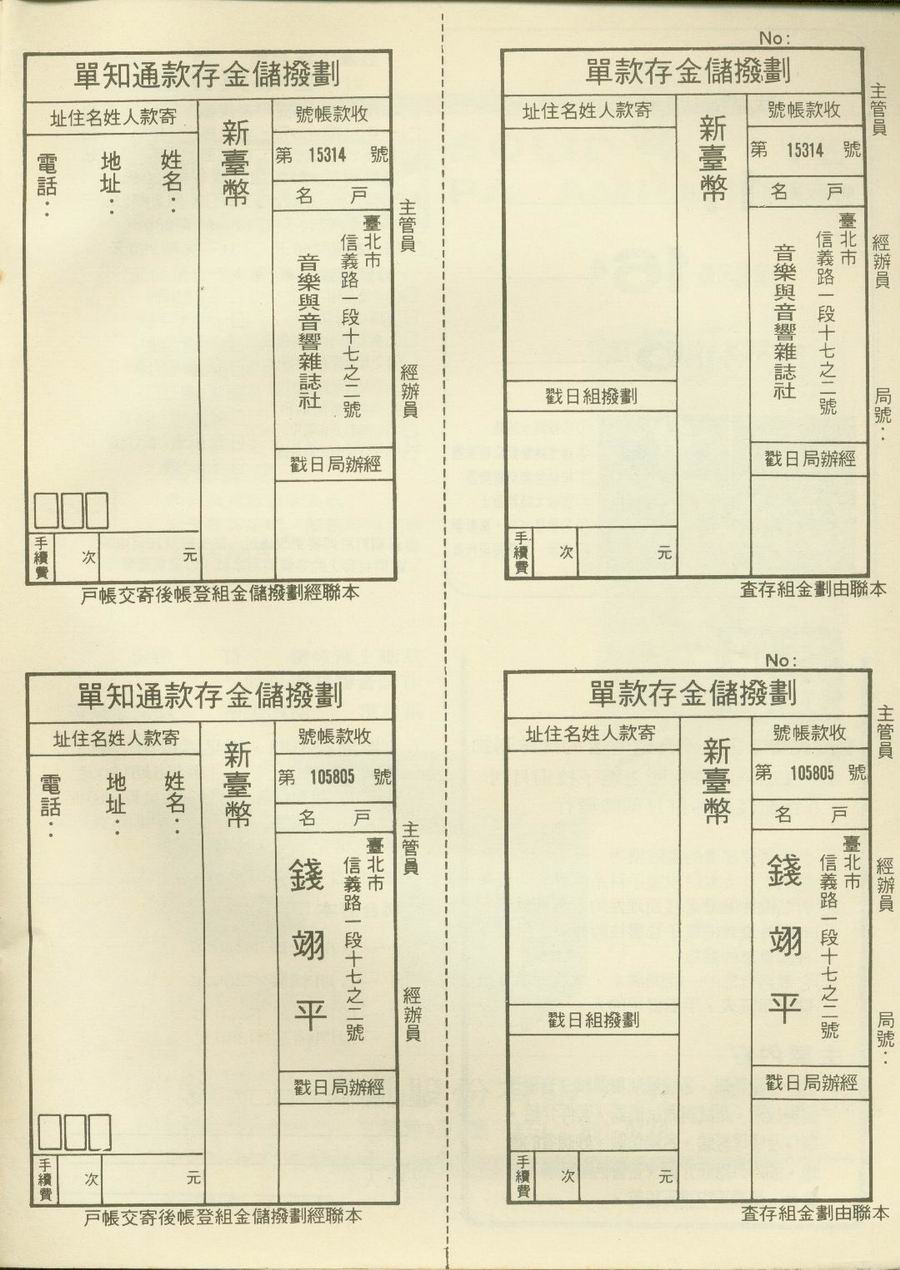 No:
劃撥儲金存款單
收款帳號
第 15314 號
戶名
臺北市
信義路一段十七之二號
音樂與音響雜誌社
經辦局日戳
新臺幣
寄款人姓名住址
劃撥組日戳
手續費
次
元
主管員
經辦員
局號：
本聯由劃金組存査
劃撥儲金存款通知單
收款帳號
第 15314 號
戶名
臺北市
信義路一段十七之二號
音樂與音響雜誌社
經辦局日戳
新臺幣
寄款人姓名住址
姓名：
地址：
電話：
手續費
次
元
主管員
經辦員
本聯經劃撥儲金組登帳後寄交帳戶
No:
劃撥儲金存款單
收款帳號
第 105805 號
戶名
臺北市
信義路一段十七之二號
錢翊平
經辦局日戳
新臺幣
寄款人姓名住址
劃撥組日戳
手續費
次
元
主管員
經辦員
局號：
本聯由劃金組存査
劃撥儲金存款通知單
收款帳號
第 105805 號
戶名
臺北市
信義路一段十七之二號
錢翊平
經辦局日戳
新臺幣
寄款人姓名住址
姓名：
地址：
電話：
手續費
次
元
主管員
經辦員
本聯經劃撥儲金組登帳後寄交帳戶